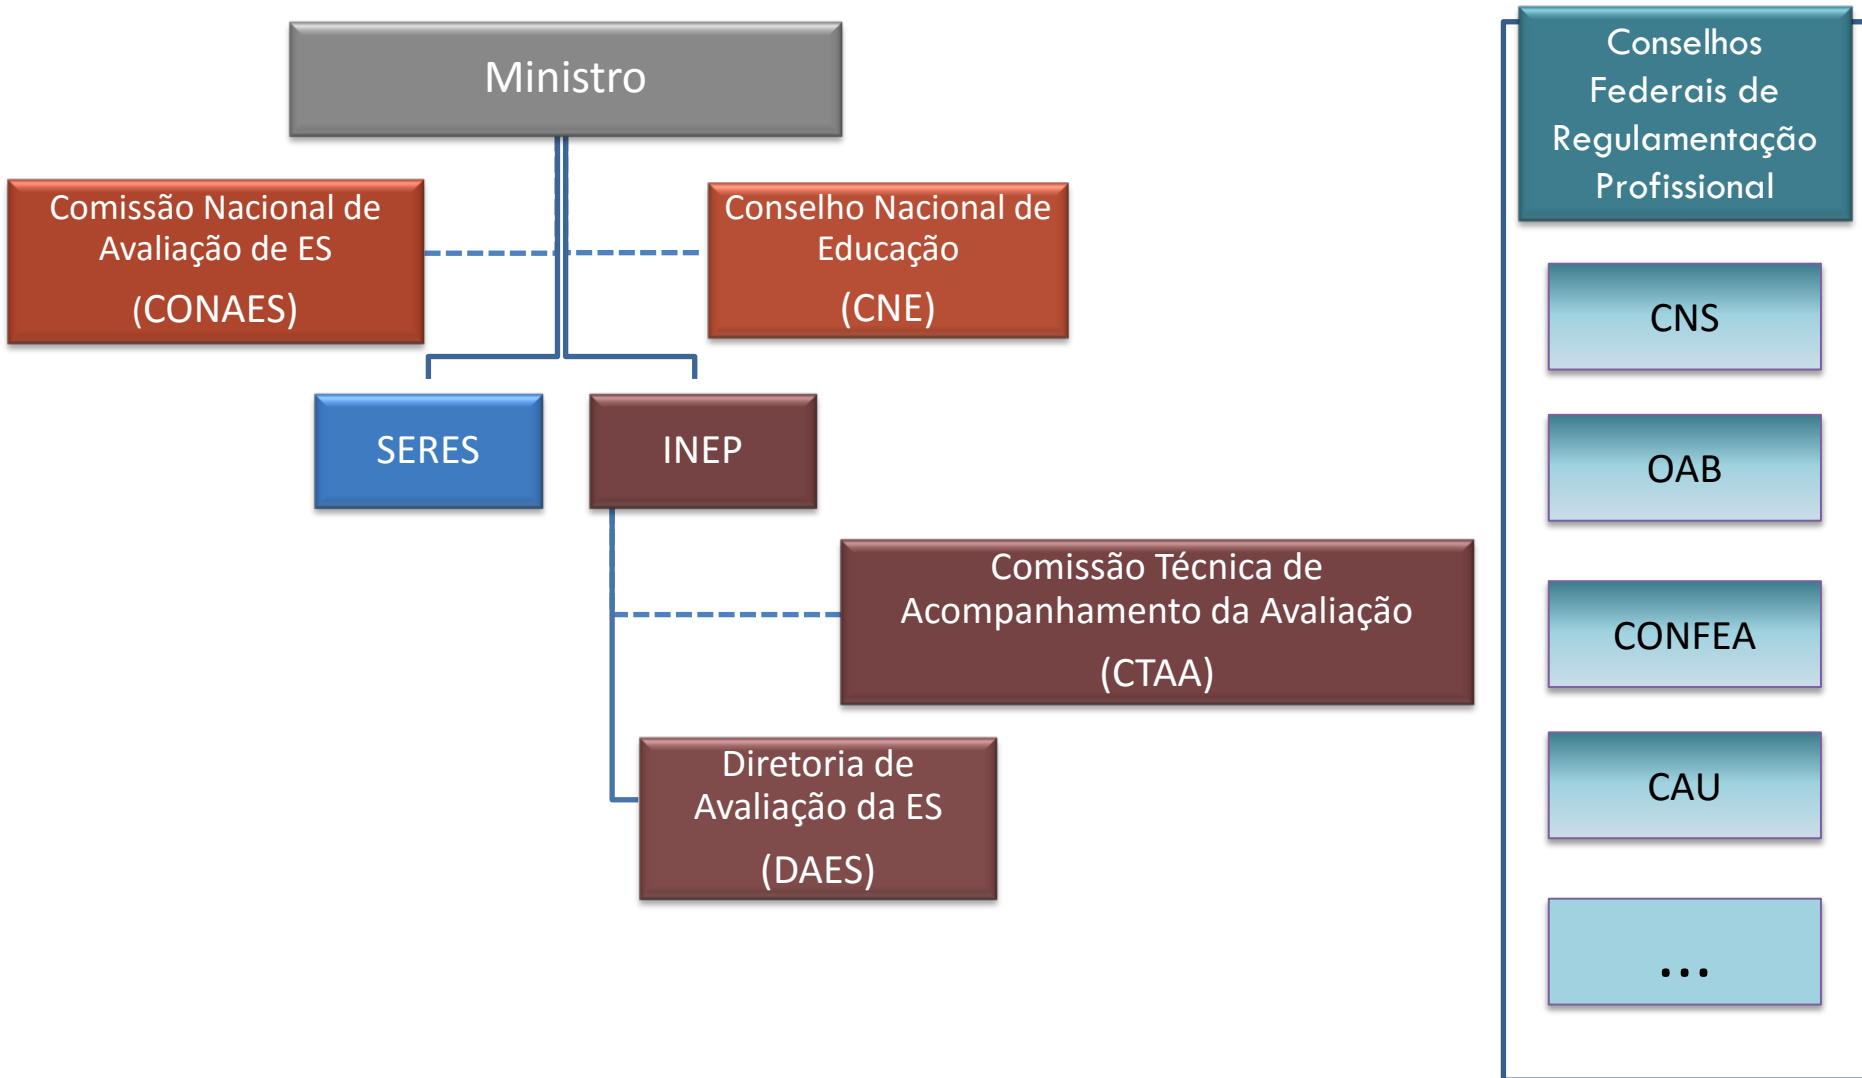 Ministro
Comissão Nacional de
Avaliação de ES
(CONAES)
Conselho Nacional de
Educação
(CNE)
SERES
INEP
Comissão Técnica de
Acompanhamento da Avaliação
(CTAA)
Diretoria de
Avaliação da ES
(DAES)
Conselhos
Federais de
Regulamentação
Profissional
CNS
OAB
CONFEA
CAU
...